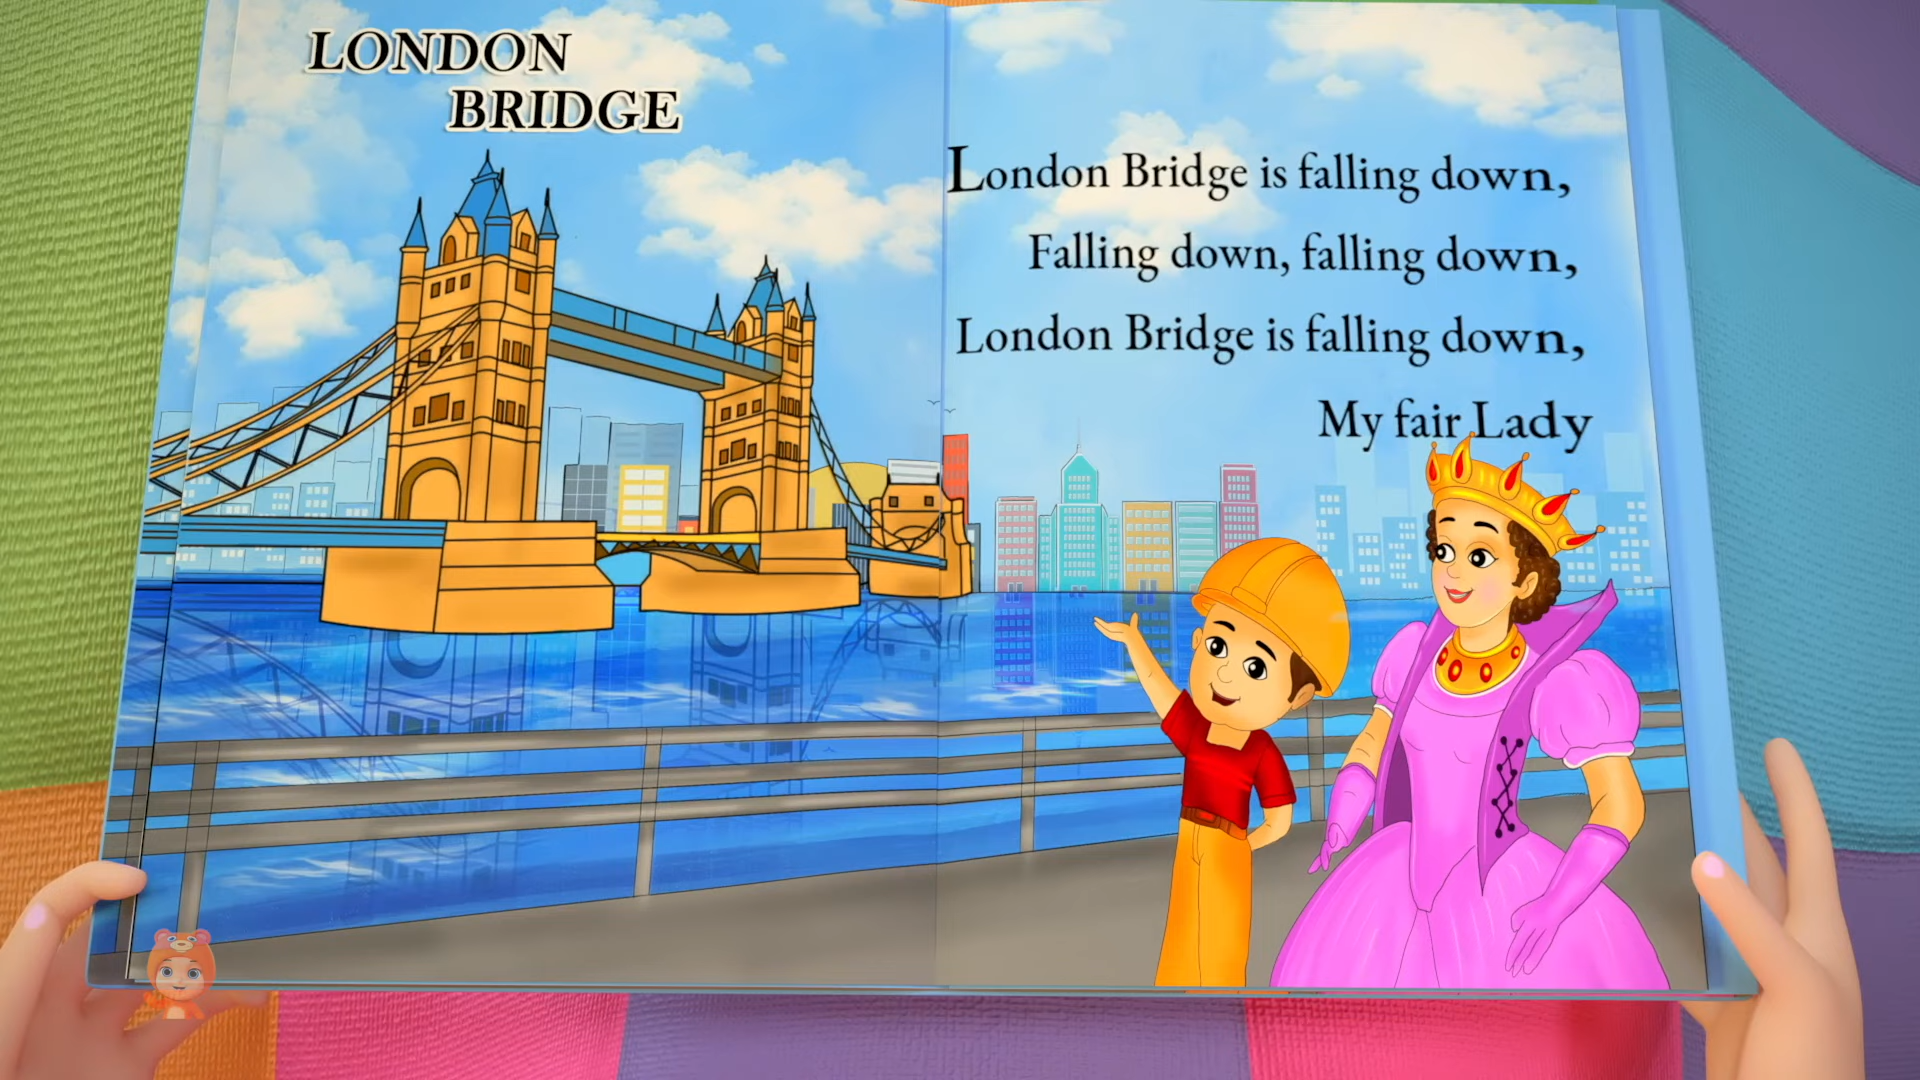 LONDON
BRIDGE
London Bridge is falling down,
Falling down, falling down,
London Bridge is falling down,
My fair Lady